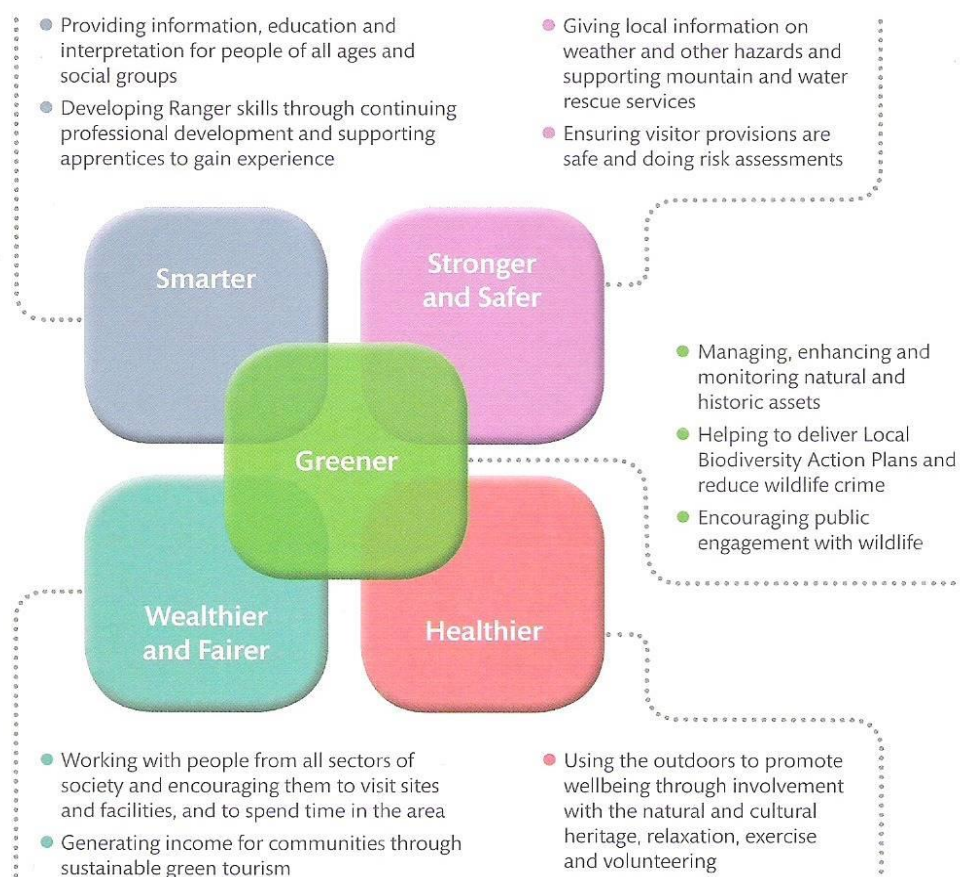 Providing information, education and
interpretation for people of all ages and
social groups
Developing Ranger skills through continuing
professional development and supporting
apprentices to gain experience
Giving local information on
weather and other hazards and
supporting mountain and water
rescue services
Ensuring visitor provisions are
safe and doing risk assessments
Smarter
Stronger
and Safer
Managing, enhancing and
monitoring natural and
historic assets
Helping to deliver Local
Biodiversity Action Plans and
reduce wildlife crime
Encouraging public
engagement with wildlife
Greener
Wealthier
and Fairer
Healthier
Working with people from all sectors of
society and encouraging them to visit sites
and facilities, and to spend time in the area
Generating income for communities through
sustainable green tourism
Using the outdoors to promote
wellbeing through involvement
with the natural and cultural
heritage, relaxation, exercise
and volunteering